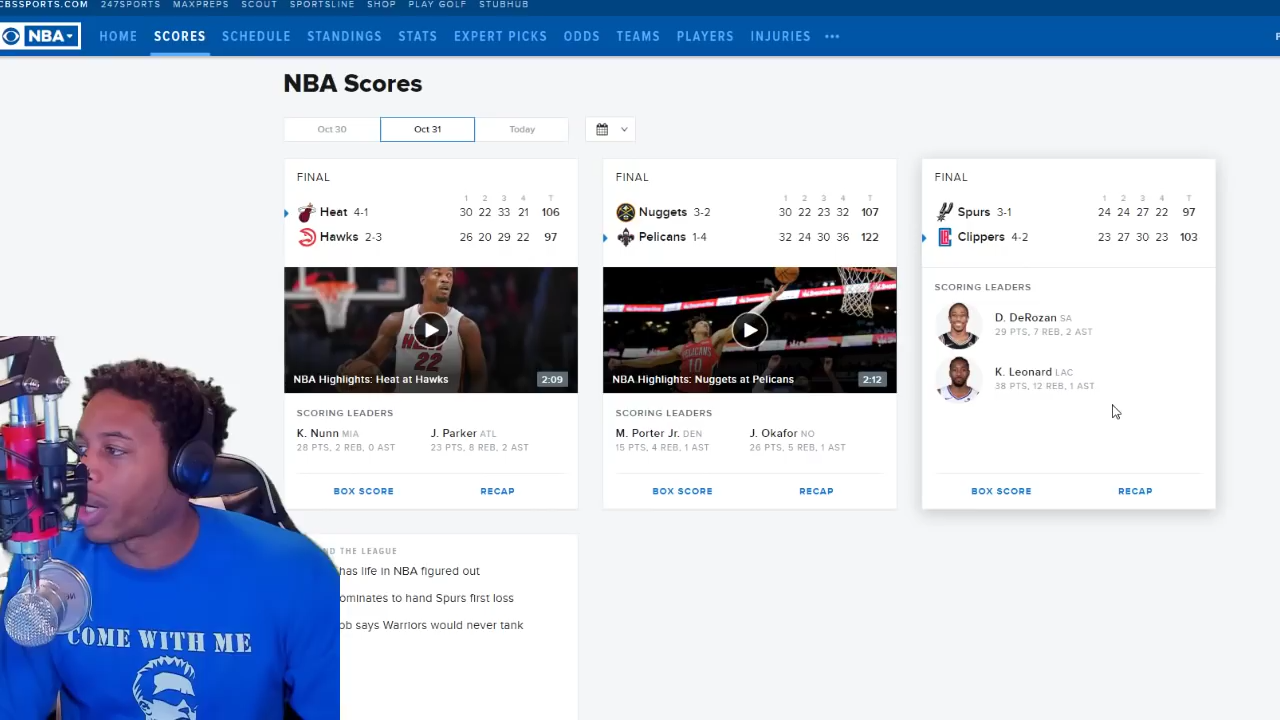 CBSSPORTS.COM 247SPORTS MAXPREPS SCOUT SPORTSLINE SHOP PLAY GOLF STUBHUB
NBA HOME SCORES SCHEDULE STANDINGS STATS EXPERT PICKS ODDS TEAMS PLAYERS INJURIES
NBA Scores
Oct 30 Oct 31 Today
FINAL
1 2 3 4 T
Heat 4-1 30 22 33 21 106
Hawks 2-3 26 20 29 22 97
NBA Highlights: Heat at Hawks 2:09
SCORING LEADERS
K. Nunn MIA J. Parker ATL
28 PTS, 2 REB, 0 AST 23 PTS, 8 REB, 2 AST
BOX SCORE RECAP
FINAL
1 2 3 4 T
Nuggets 3-2 30 22 23 32 107
Pelicans 1-4 32 24 30 36 122
NBA Highlights: Nuggets at Pelicans 2:12
SCORING LEADERS
M. Porter Jr. DEN J. Okafor NO
15 PTS, 4 REB, 1 AST 26 PTS, 5 REB, 1 AST
BOX SCORE RECAP
FINAL
1 2 3 4 T
Spurs 3-1 24 24 27 22 97
Clippers 4-2 23 27 30 23 103
SCORING LEADERS
D. DeRozan SA
29 PTS, 7 REB, 2 AST
K. Leonard LAC
38 PTS, 12 REB, 1 AST
BOX SCORE RECAP
ND THE LEAGUE
has life in NBA figured out
ominates to hand Spurs first loss
ob says Warriors would never tank
COME WITH ME